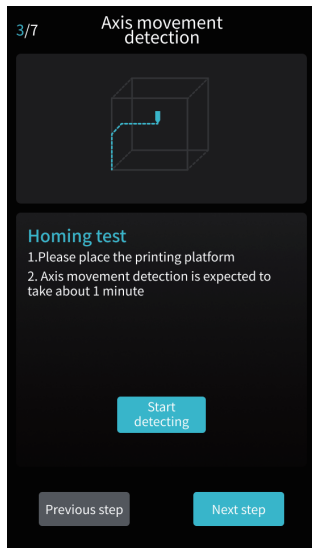 3/7
Axis movement
detection
Homing test
1.Please place the printing platform
2. Axis movement detection is expected to
take about 1 minute
Start
detecting
Previous step
Next step